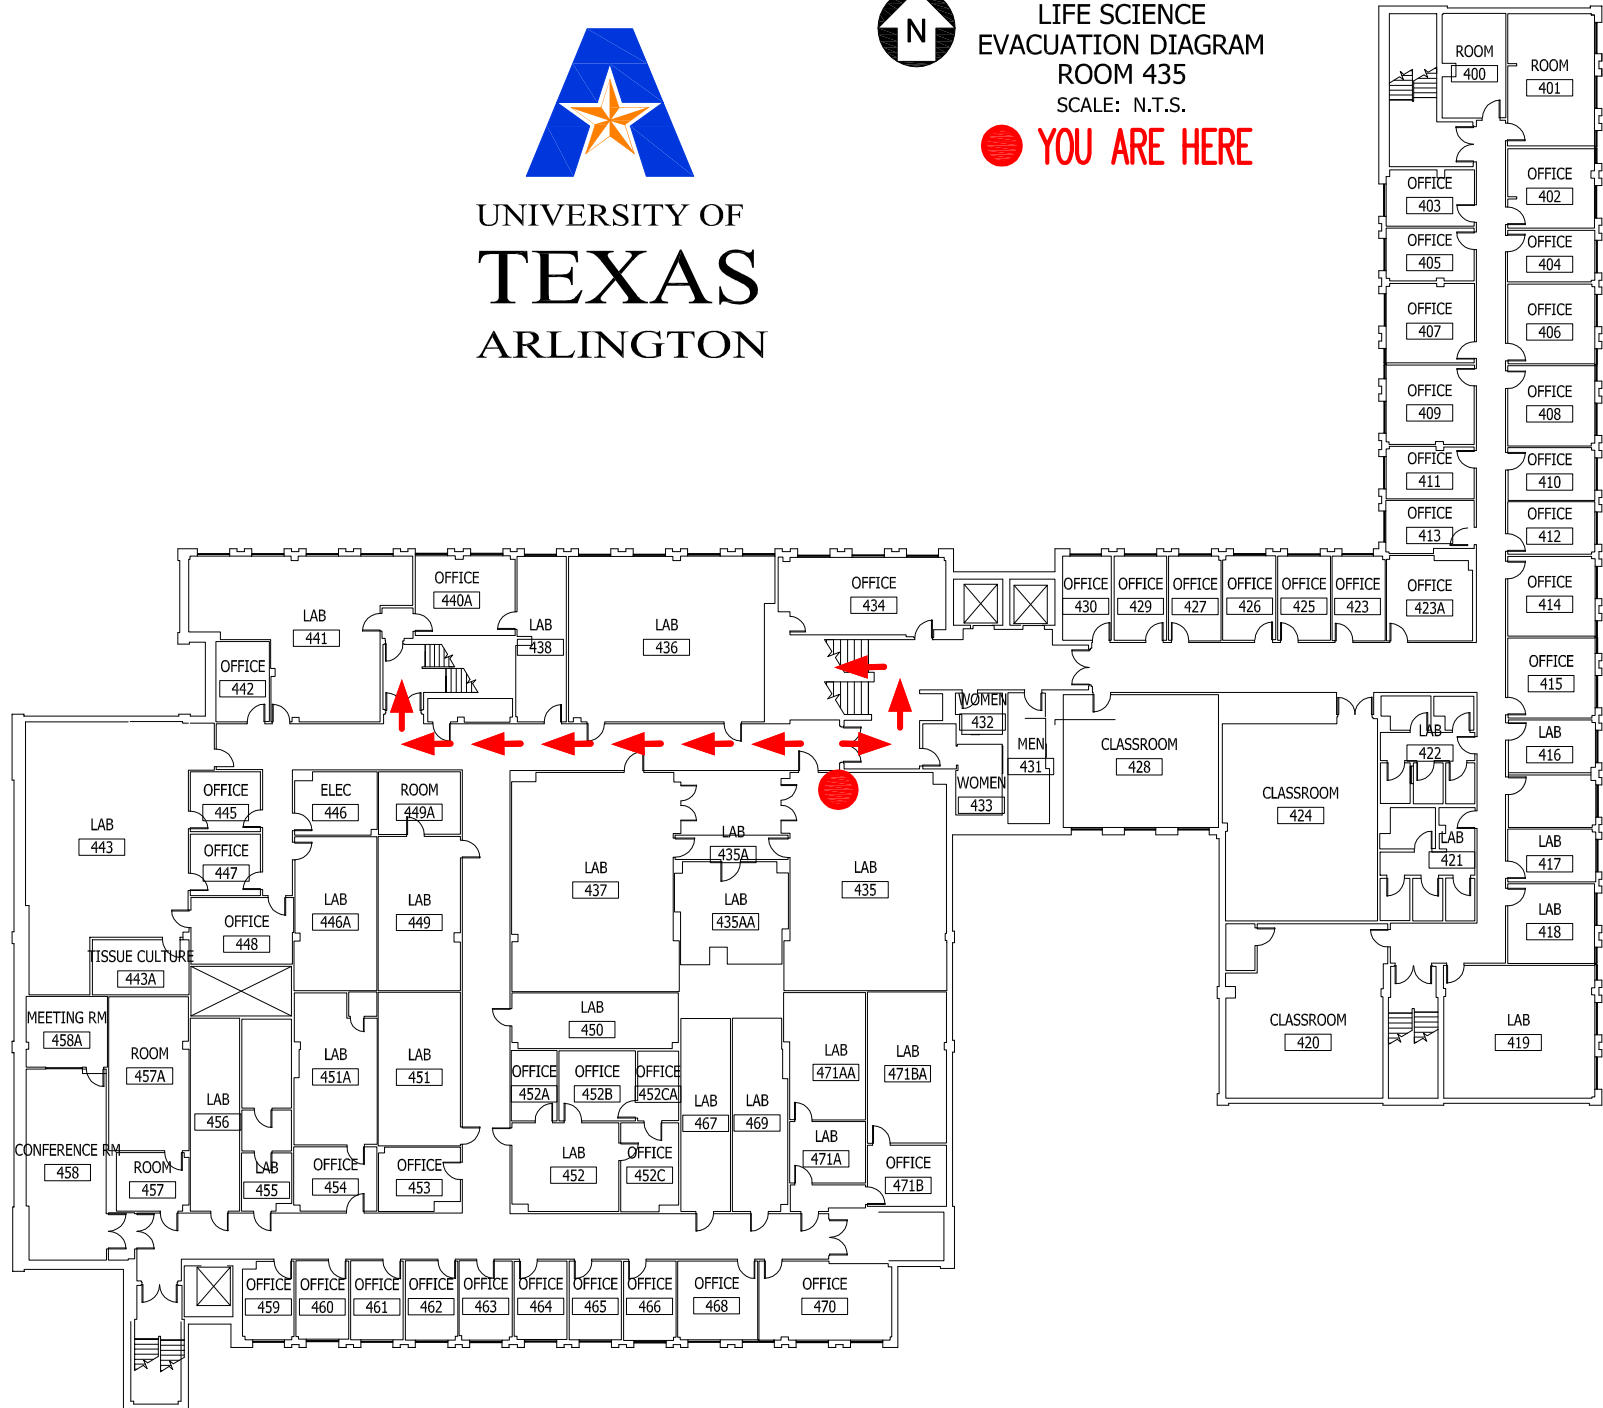 N
LIFE SCIENCE
EVACUATION DIAGRAM
ROOM 435
SCALE: N.T.S.
YOU ARE HERE
UNIVERSITY OF
TEXAS
ARLINGTON
ROOM
400
ROOM
401
OFFICE
402
OFFICE
403
OFFICE
404
OFFICE
405
OFFICE
406
OFFICE
407
OFFICE
408
OFFICE
409
OFFICE
410
OFFICE
411
OFFICE
412
OFFICE
413
OFFICE
414
OFFICE
415
LAB
416
LAB
417
LAB
418
LAB
419
CLASSROOM
420
LAB
421
LAB
422
OFFICE
423
OFFICE
423A
CLASSROOM
424
OFFICE
425
OFFICE
426
OFFICE
427
CLASSROOM
428
OFFICE
429
OFFICE
430
MEN
431
WOMEN
432
WOMEN
433
OFFICE
434
LAB
435
LAB
435A
LAB
435AA
LAB
436
LAB
437
LAB
438
OFFICE
440A
LAB
441
OFFICE
442
LAB
443
TISSUE CULTURE
443A
OFFICE
445
ELEC
446
LAB
446A
OFFICE
447
OFFICE
448
LAB
449
ROOM
449A
LAB
450
LAB
451
LAB
451A
LAB
452
OFFICE
452A
OFFICE
452B
OFFICE
452C
OFFICE
452CA
OFFICE
453
OFFICE
454
LAB
455
LAB
456
ROOM
457
ROOM
457A
CONFERENCE RM
458
MEETING RM
458A
OFFICE
459
OFFICE
460
OFFICE
461
OFFICE
462
OFFICE
463
OFFICE
464
OFFICE
465
OFFICE
466
LAB
467
OFFICE
468
LAB
469
OFFICE
470
LAB
471A
LAB
471AA
OFFICE
471B
LAB
471BA